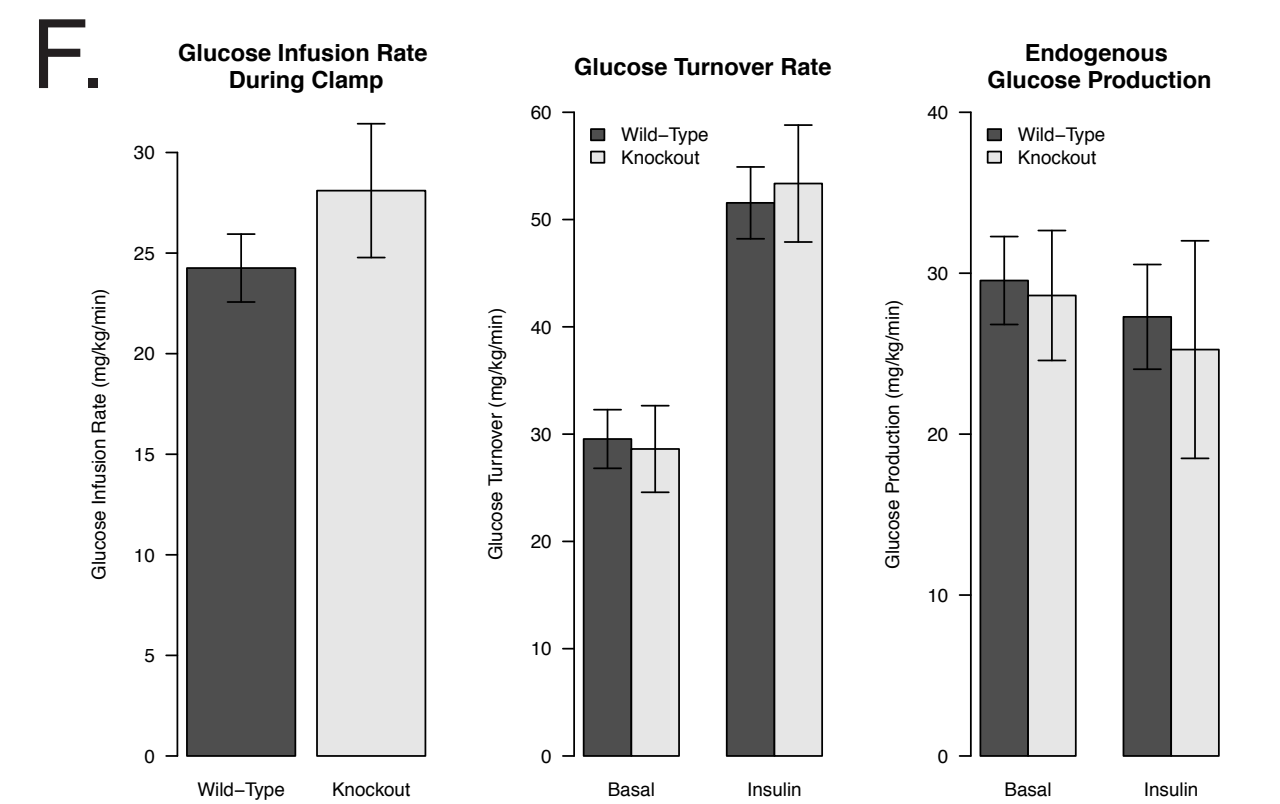 F.
Glucose Infusion Rate
During Clamp
Glucose Infusion Rate (mg/kg/min)
30
25
20
15
10
5
0
Wild−Type
Knockout
Glucose Turnover Rate
Glucose Turnover (mg/kg/min)
60
50
40
30
20
10
0
Wild−Type
Knockout
Basal
Insulin
Endogenous
Glucose Production
Glucose Production (mg/kg/min)
40
30
20
10
0
Wild−Type
Knockout
Basal
Insulin